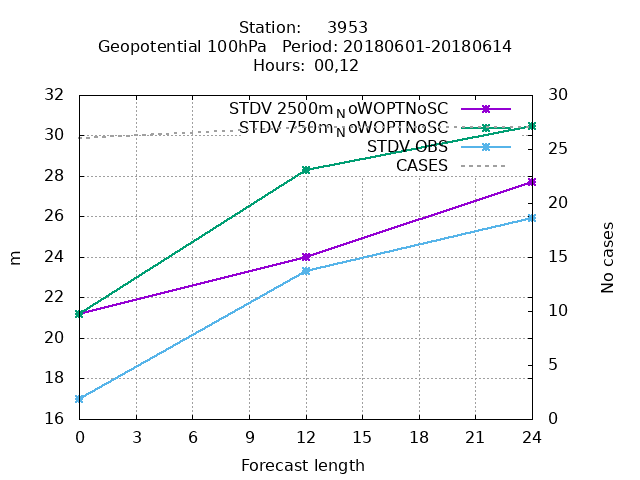 Station: 3953
Geopotential 100hPa Period: 20180601-20180614
Hours: 00,12
32
30
28
26
24
22
20
18
16
m
30
25
20
15
10
5
0
No cases
STDV 2500m_NoWOPTNoSC
STDV 750m_NoWOPTNoSC
STDV OBS
CASES
0 3 6 9 12 15 18 21 24
Forecast length